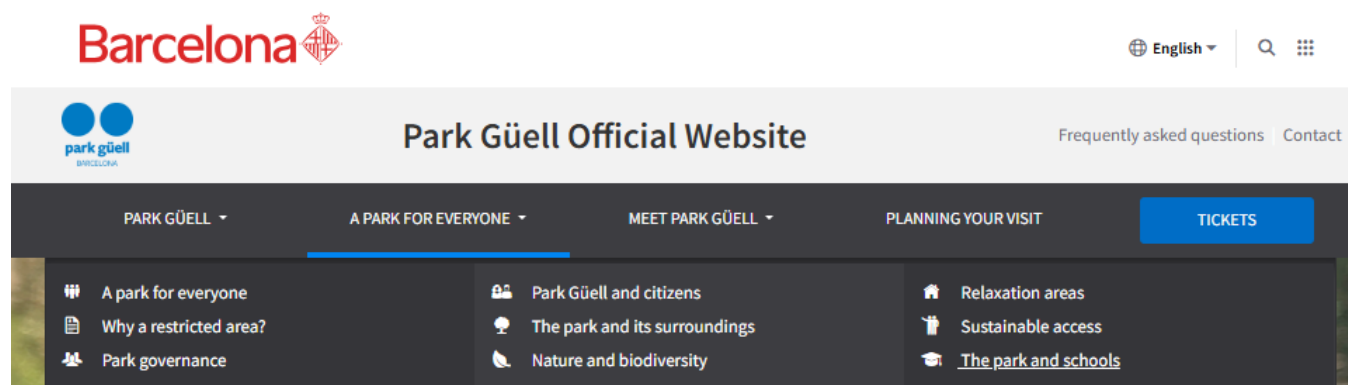 Barcelona
English
park güell
BARCELONA
Park Güell Official Website
Frequently asked questions Contact
PARK GÜELL A PARK FOR EVERYONE MEET PARK GÜELL PLANNING YOUR VISIT TICKETS
A park for everyone Park Güell and citizens Relaxation areas
Why a restricted area? The park and its surroundings Sustainable access
Park governance Nature and biodiversity The park and schools